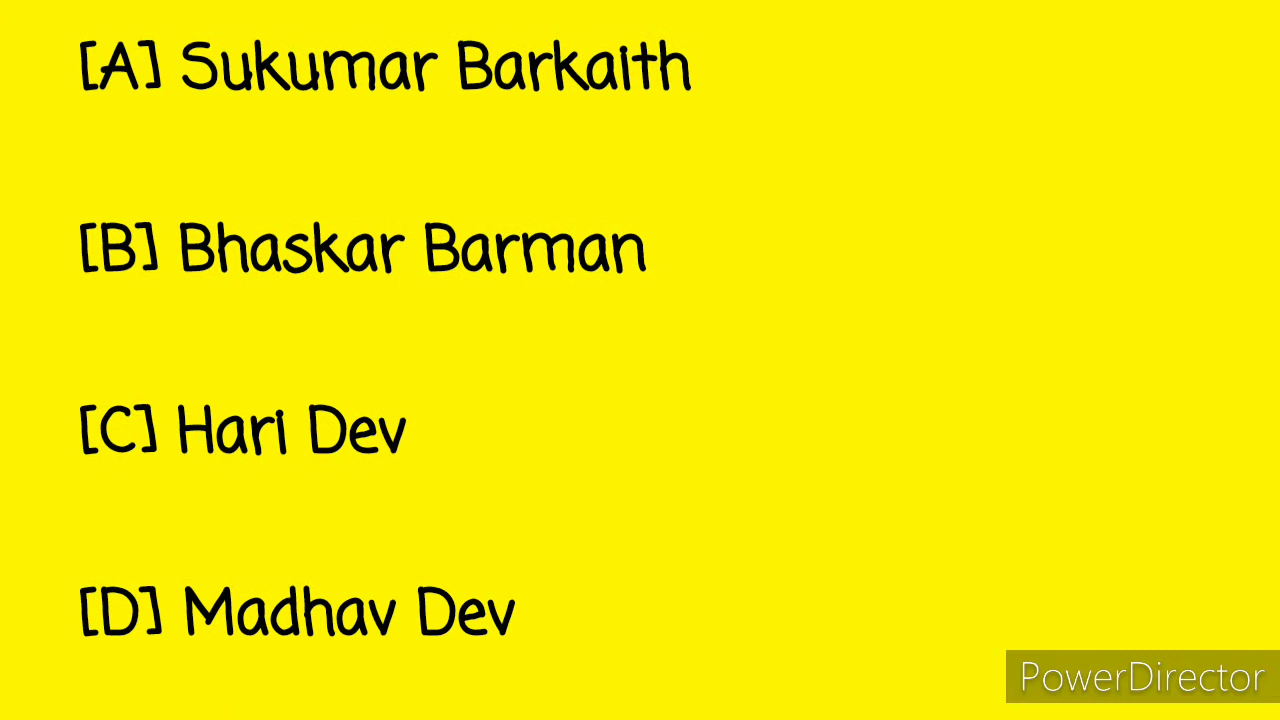 [A] Sukumar Barkaith
[B] Bhaskar Barman
[C] Hari Dev
[D] Madhav Dev
PowerDirector